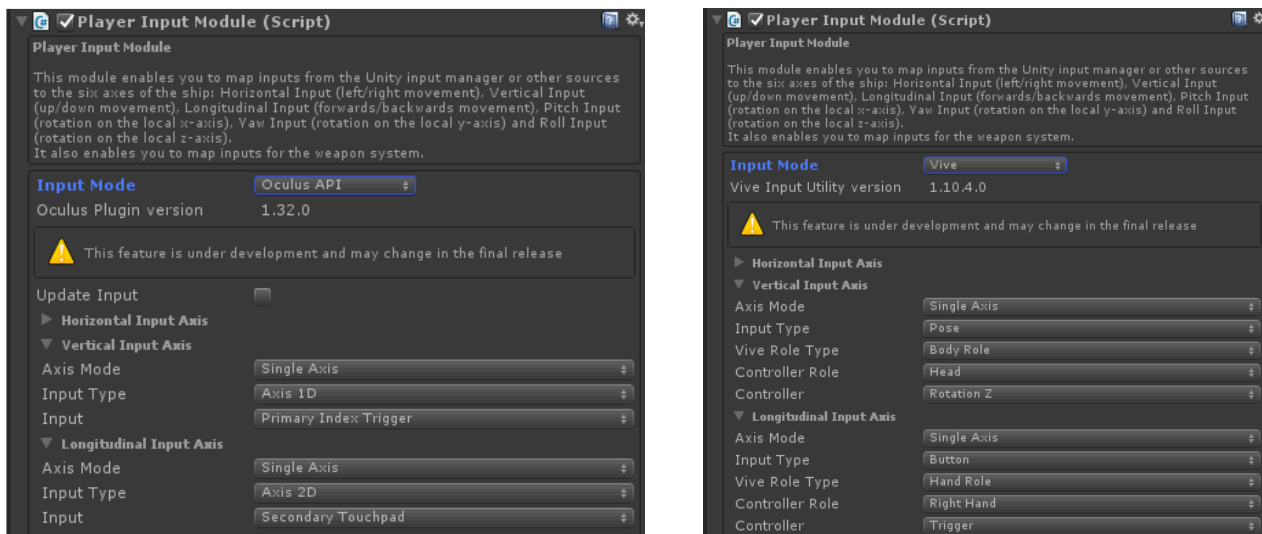 Player Input Module (Script)
Player Input Module
This module enables you to map inputs from the Unity input manager or other sources
to the six axes of the ship: Horizontal Input (left/right movement), Vertical Input
(up/down movement), Longitudinal Input (forwards/backwards movement), Pitch Input
(rotation on the local x-axis), Yaw Input (rotation on the local y-axis) and Roll Input
(rotation on the local z-axis).
It also enables you to map inputs for the weapon system.
Input Mode Oculus API
Oculus Plugin version 1.32.0
This feature is under development and may change in the final release
Update Input
Horizontal Input Axis
Vertical Input Axis
Axis Mode Single Axis
Input Type Axis 1D
Input Primary Index Trigger
Longitudinal Input Axis
Axis Mode Single Axis
Input Type Axis 2D
Input Secondary Touchpad
Player Input Module (Script)
Player Input Module
This module enables you to map inputs from the Unity input manager or other sources
to the six axes of the ship: Horizontal Input (left/right movement), Vertical Input
(up/down movement), Longitudinal Input (forwards/backwards movement), Pitch Input
(rotation on the local x-axis), Yaw Input (rotation on the local y-axis) and Roll Input
(rotation on the local z-axis).
It also enables you to map inputs for the weapon system.
Input Mode Vive
Vive Input Utility version 1.10.4.0
This feature is under development and may change in the final release
Horizontal Input Axis
Vertical Input Axis
Axis Mode Single Axis
Input Type Pose
Vive Role Type Body Role
Controller Role Head
Controller Rotation Z
Longitudinal Input Axis
Axis Mode Single Axis
Input Type Button
Vive Role Type Hand Role
Controller Role Right Hand
Controller Trigger